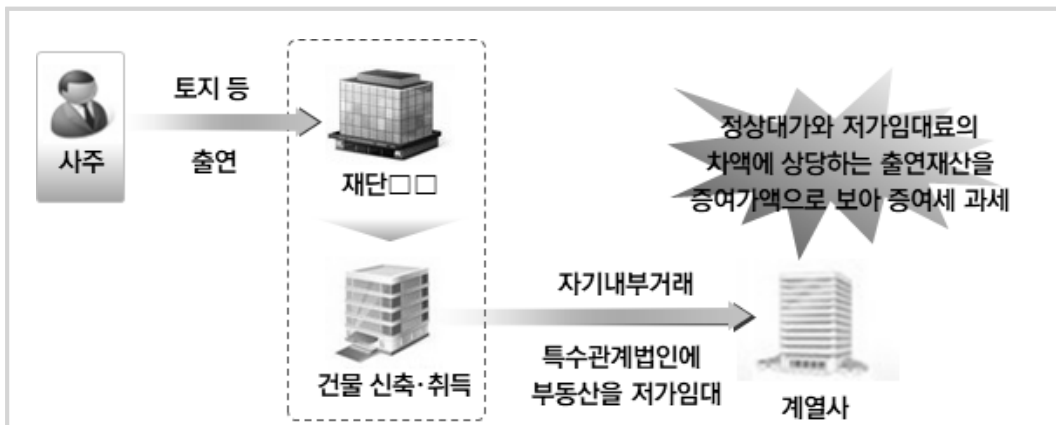 토지 등
출연
사주
재단□□
정상대가와 저가임대료의
차액에 상당하는 출연재산을
증여가액으로 보아 증여세 과세
건물 신축·취득
자기내부거래
특수관계법인에
부동산을 저가임대
계열사